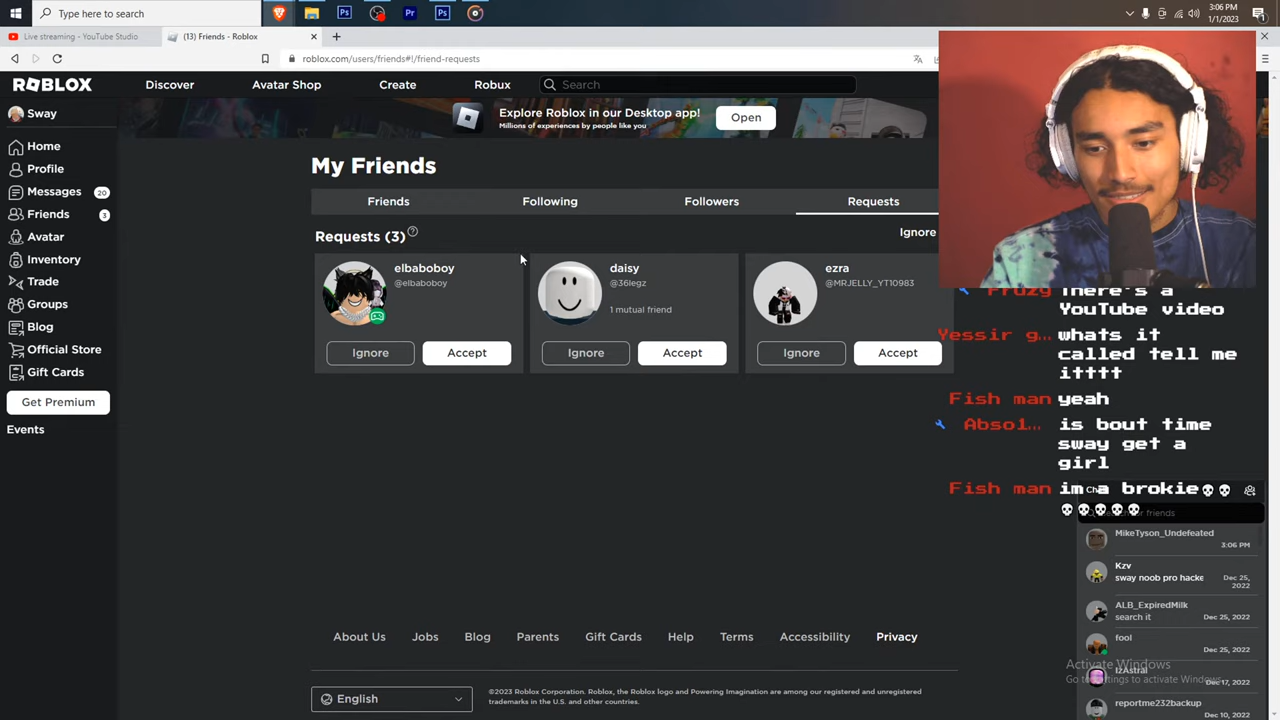 Type here to search
3:06 PM
1/1/2023
Live streaming - YouTube Studio
(13) Friends - Roblox
roblox.com/users/friends#!/friend-requests
ROBLOX
Discover
Avatar Shop
Create
Robux
Search
Sway
Explore Roblox in our Desktop app!
Millions of experiences by people like you
Open
Home
Profile
Messages 20
Friends 3
Avatar
Inventory
Trade
Groups
Blog
Official Store
Gift Cards
Get Premium
Events
My Friends
Friends
Following
Followers
Requests
Requests (3)
Ignore
elbaboboy
@elbaboboy
Ignore
Accept
daisy
@36legz
1 mutual friend
Ignore
Accept
ezra
@MRJELLY_YT10983
Ignore
Accept
Fruzy There's a
YouTube video
Yessir g... whats it
called tell me
itttt
Fish man yeah
Absol... is bout time
sway get a
girl
Fish man im a brokie💀💀
💀💀💀💀💀
MikeTyson_Undefeated
3:06 PM
Kzv
sway noob pro hacke
Dec 25,
2022
ALB_ExpiredMilk
search it
Dec 25, 2022
fool
Dec 25, 2022
IzAstral
Dec 17, 2022
reportme232backup
Dec 10, 2022
Activate Windows
Go to Settings to activate Windows.
About Us
Jobs
Blog
Parents
Gift Cards
Help
Terms
Accessibility
Privacy
English
©2023 Roblox Corporation. Roblox, the Roblox logo and Powering Imagination are among our registered and unregistered
trademarks in the U.S. and other countries.